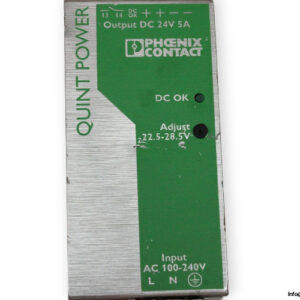 13 14 DC OK + + − −
Output DC 24V 5A
PHŒNIX
CONTACT
QUINT POWER
DC OK
Adjust
22.5-28.5V
Input
AC 100-240V
L N